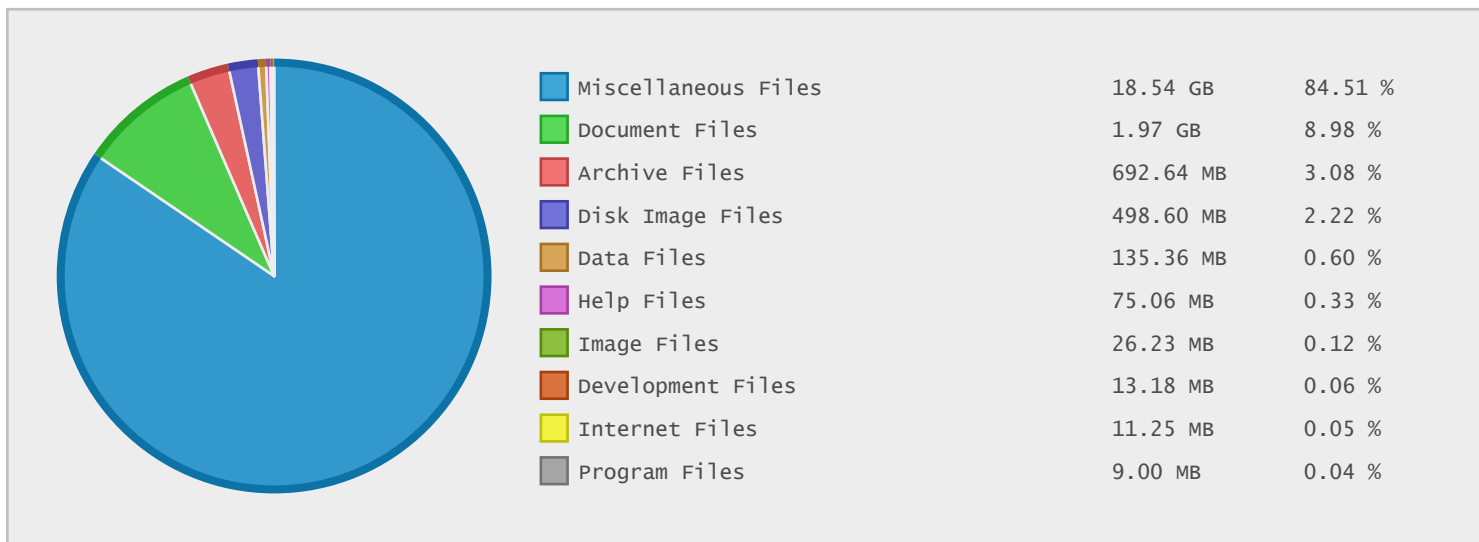 Miscellaneous Files 18.54 GB 84.51 %
Document Files 1.97 GB 8.98 %
Archive Files 692.64 MB 3.08 %
Disk Image Files 498.60 MB 2.22 %
Data Files 135.36 MB 0.60 %
Help Files 75.06 MB 0.33 %
Image Files 26.23 MB 0.12 %
Development Files 13.18 MB 0.06 %
Internet Files 11.25 MB 0.05 %
Program Files 9.00 MB 0.04 %